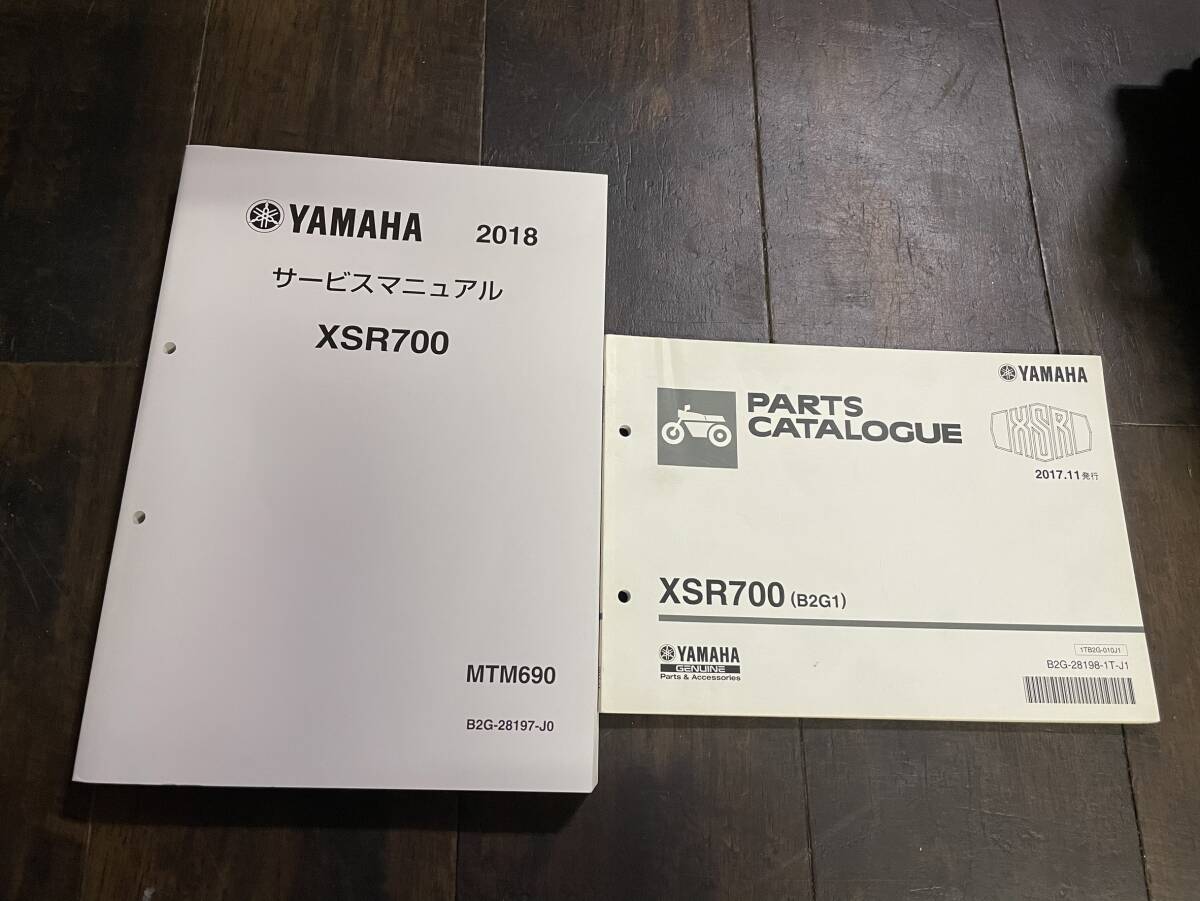 YAMAHA 2018
サービスマニュアル
XSR700
MTM690
B2G-28197-J0
YAMAHA
PARTS
CATALOGUE
XSR
2017.11発行
XSR700 (B2G1)
YAMAHA
GENUINE
Parts & Accessories
1TB2G-010J1
B2G-28198-1T-J1